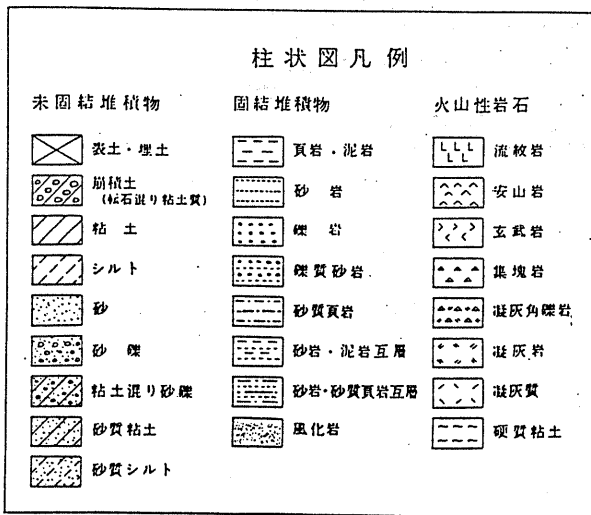 柱状図凡例
未固結堆積物
表土・埋土
崩積土
(転石混り粘土質)
粘土
シルト
砂
砂礫
粘土混り砂礫
砂質粘土
砂質シルト
固結堆積物
頁岩・泥岩
砂岩
礫岩
礫質砂岩
砂質頁岩
砂岩・泥岩互層
砂岩・砂質頁岩互層
風化岩
火山性岩石
流紋岩
安山岩
玄武岩
集塊岩
凝灰角礫岩
凝灰岩
凝灰質
硬質粘土